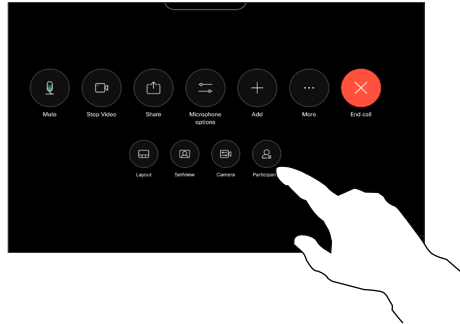 Mute
Stop Video
Share
Microphone
options
Add
More
End call
Layout
Selfview
Camera
Participan